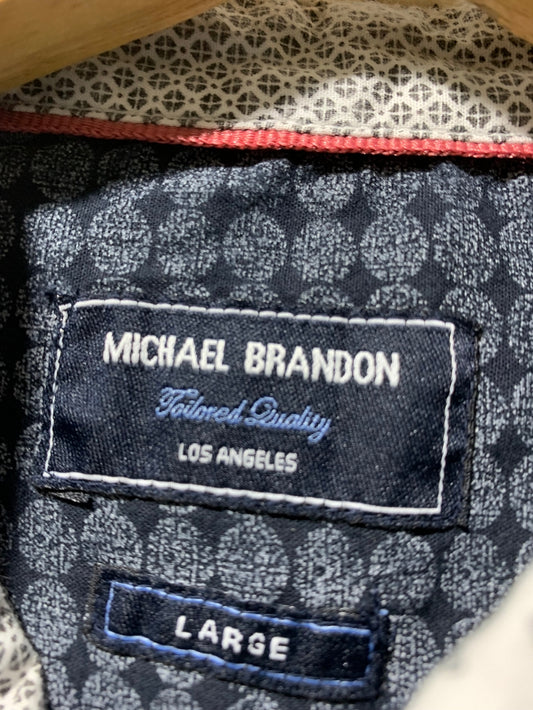 MICHAEL BRANDON
Tailored Quality
LOS ANGELES
LARGE